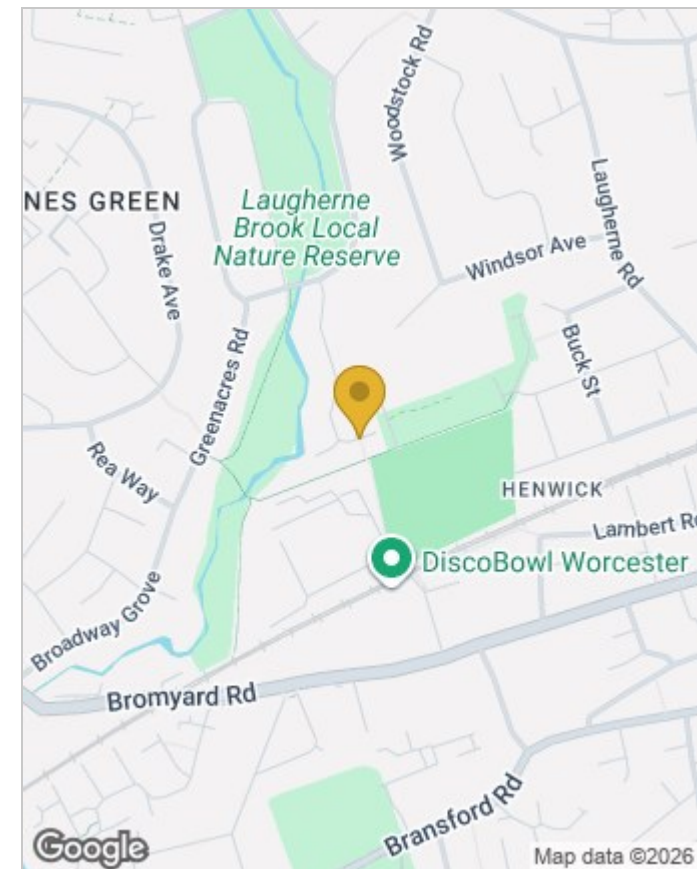 Woodstock Rd
NES GREEN
Laugherne
Brook Local
Nature Reserve
Laugherne Rd
Drake Ave
Windsor Ave
Greenacres Rd
Buck St
Rea Way
HENWICK
Lambert Rd
DiscoBowl Worcester
Broadway Grove
Bromyard Rd
Bransford Rd
Google
Map data ©2026